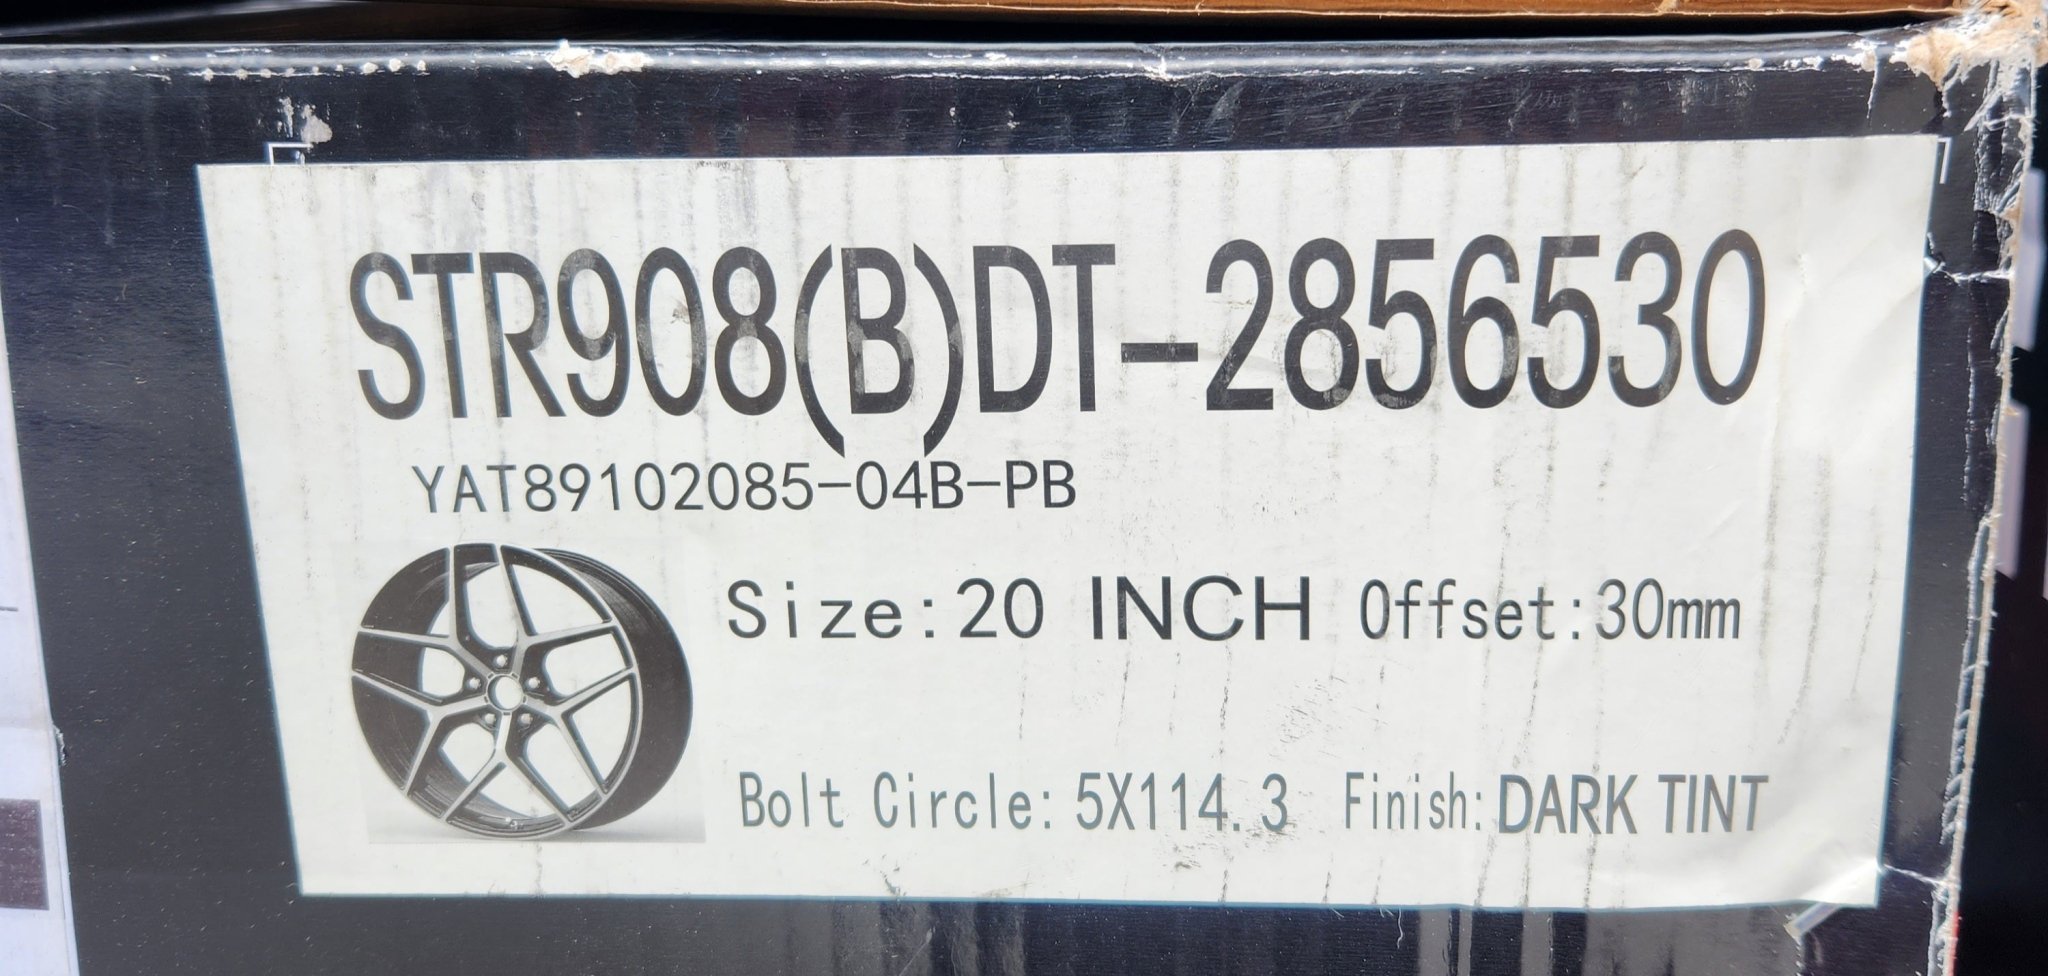 STR908(B)DT-2856530
YAT89102085-04B-PB
Size:20 INCH Offset:30mm
Bolt Circle: 5X114.3 Finish: DARK TINT